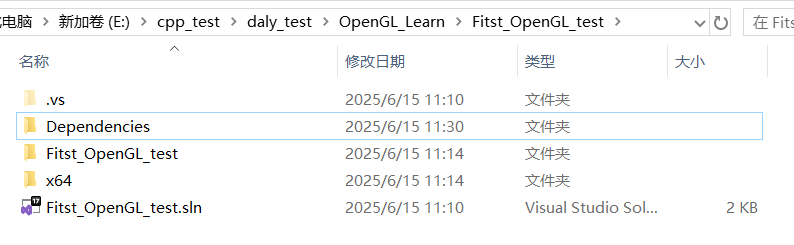 电脑 > 新加卷 (E:) > cpp_test > daly_test > OpenGL_Learn > Fitst_OpenGL_test > 在 Fits
名称 修改日期 类型 大小
.vs 2025/6/15 11:10 文件夹
Dependencies 2025/6/15 11:30 文件夹
Fitst_OpenGL_test 2025/6/15 11:14 文件夹
x64 2025/6/15 11:14 文件夹
Fitst_OpenGL_test.sln 2025/6/15 11:10 Visual Studio Sol... 2 KB